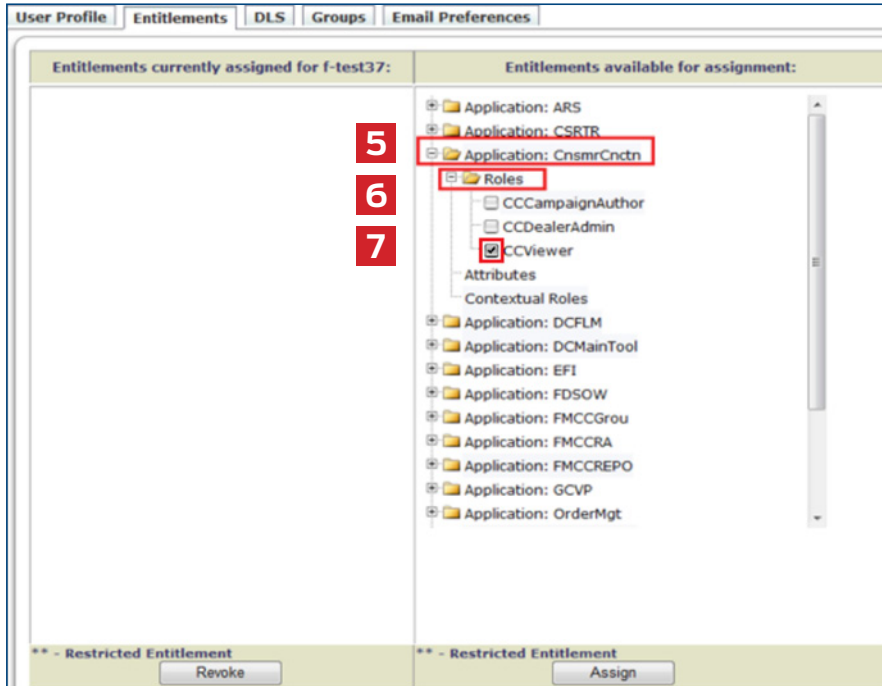 User Profile Entitlements DLS Groups Email Preferences
Entitlements currently assigned for f-test37:
Entitlements available for assignment:
Application: ARS
Application: CSRTR
5
Application: CnsmrCnctn
6
Roles
CCCampaignAuthor
CCDealerAdmin
7
CCViewer
Attributes
Contextual Roles
Application: DCFLM
Application: DCMainTool
Application: EFI
Application: FDSOW
Application: FMCCGrou
Application: FMCCRA
Application: FMCCREPO
Application: GCVP
Application: OrderMgt
** - Restricted Entitlement
Revoke
** - Restricted Entitlement
Assign